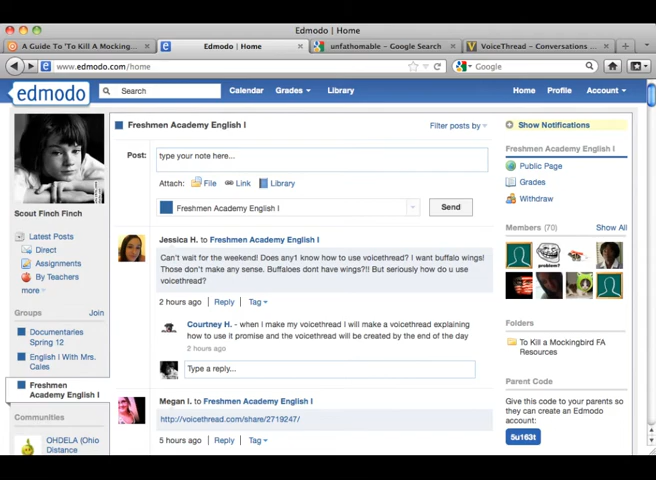 Edmodo | Home
A Guide To 'To Kill A Mocking...
Edmodo | Home
unfathomable - Google Search
VoiceThread - Conversations ...
www.edmodo.com/home
Google
edmodo
Search
Calendar
Grades
Library
Home
Profile
Account
Scout Finch Finch
Latest Posts
Direct
Assignments
By Teachers
more
Groups
Join
Documentaries
Spring 12
English I With Mrs.
Cales
Freshmen
Academy English I
Communities
OHDELA (Ohio
Distance
Freshmen Academy English I
Filter posts by
Post:
type your note here...
Attach:
File
Link
Library
Freshmen Academy English I
Send
Jessica H. to Freshmen Academy English I
Can't wait for the weekend! Does any1 know how to use voicethread? I want buffalo wings!
Those don't make any sense. Buffaloes dont have wings?!! But seriously how do u use
voicethread?
2 hours ago
Reply
Tag
Courtney H. - when I make my voicethread I will make a voicethread explaining
how to use it promise and the voicethread will be created by the end of the day
2 hours ago
Type a reply...
Megan I. to Freshmen Academy English I
http://voicethread.com/share/2719247/
5 hours ago
Reply
Tag
Show Notifications
Freshmen Academy English I
Public Page
Grades
Withdraw
Members (70)
Show All
problem?
Folders
To Kill a Mockingbird FA
Resources
Parent Code
Give this code to your parents so
they can create an Edmodo
account:
5u163t